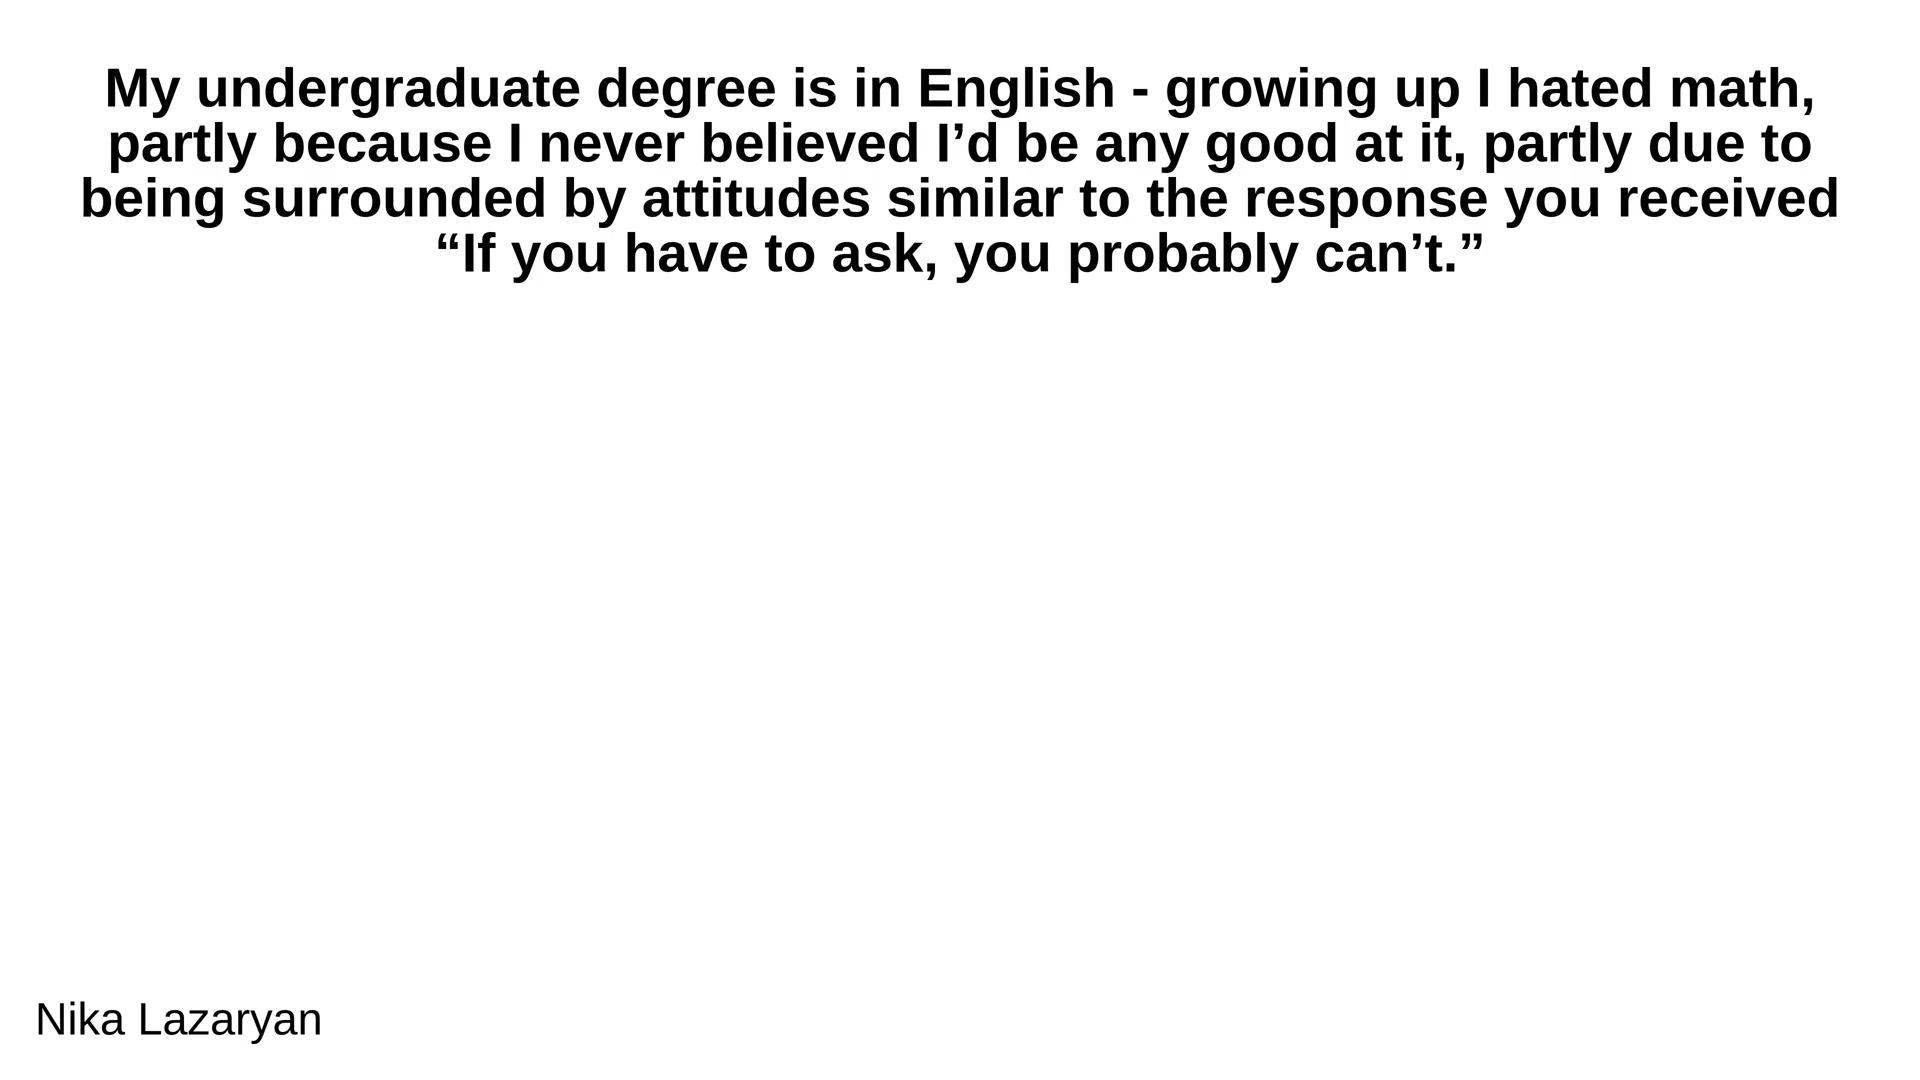 My undergraduate degree is in English - growing up I hated math,
partly because I never believed I’d be any good at it, partly due to
being surrounded by attitudes similar to the response you received
“If you have to ask, you probably can’t.”
Nika Lazaryan